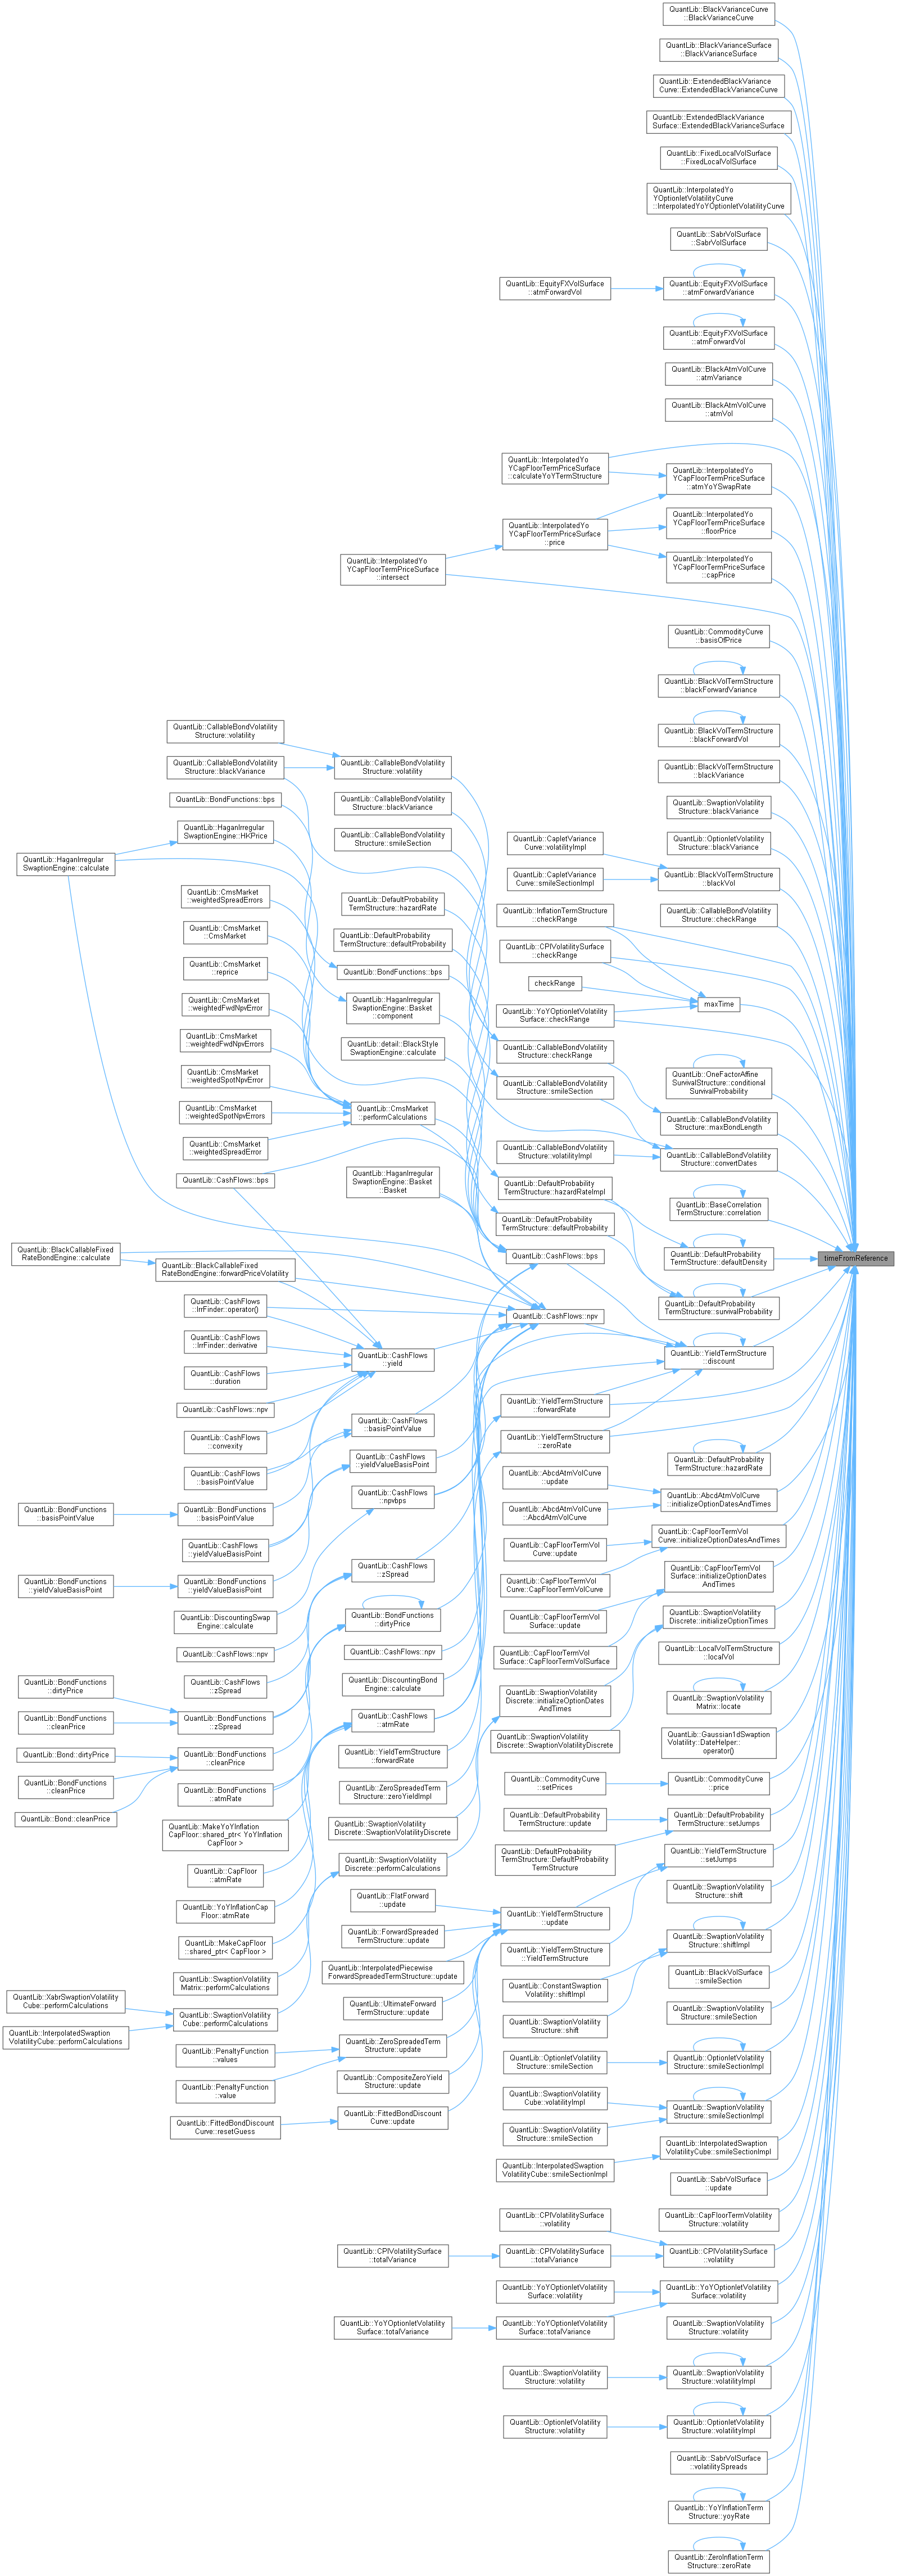 QuantLib::BlackVarianceCurve
::BlackVarianceCurve
QuantLib::BlackVarianceSurface
::BlackVarianceSurface
QuantLib::ExtendedBlackVariance
Curve::ExtendedBlackVarianceCurve
QuantLib::ExtendedBlackVariance
Surface::ExtendedBlackVarianceSurface
QuantLib::FixedLocalVolSurface
::FixedLocalVolSurface
QuantLib::InterpolatedYo
YOptionletVolatilityCurve
::InterpolatedYoYOptionletVolatilityCurve
QuantLib::SabrVolSurface
::SabrVolSurface
QuantLib::EquityFXVolSurface
::atmForwardVol
QuantLib::EquityFXVolSurface
::atmForwardVariance
QuantLib::EquityFXVolSurface
::atmForwardVol
QuantLib::BlackAtmVolCurve
::atmVariance
QuantLib::BlackAtmVolCurve
::atmVol
QuantLib::InterpolatedYo
YCapFloorTermPriceSurface
::calculateYoYTermStructure
QuantLib::InterpolatedYo
YCapFloorTermPriceSurface
::atmYoYSwapRate
QuantLib::InterpolatedYo
YCapFloorTermPriceSurface
::price
QuantLib::InterpolatedYo
YCapFloorTermPriceSurface
::floorPrice
QuantLib::InterpolatedYo
YCapFloorTermPriceSurface
::intersect
QuantLib::InterpolatedYo
YCapFloorTermPriceSurface
::capPrice
QuantLib::CommodityCurve
::basisOfPrice
QuantLib::BlackVolTermStructure
::blackForwardVariance
QuantLib::BlackVolTermStructure
::blackForwardVol
QuantLib::BlackVolTermStructure
::blackVariance
QuantLib::SwaptionVolatility
Structure::blackVariance
QuantLib::OptionletVolatility
Structure::blackVariance
QuantLib::BlackVolTermStructure
::blackVol
QuantLib::CallableBondVolatility
Structure::checkRange
QuantLib::CallableBondVolatility
Structure::volatility
QuantLib::CallableBondVolatility
Structure::blackVariance
QuantLib::BondFunctions::bps
QuantLib::HaganIrregular
SwaptionEngine::HKPrice
QuantLib::HaganIrregular
SwaptionEngine::calculate
QuantLib::CmsMarket
::weightedSpreadErrors
QuantLib::CmsMarket
::CmsMarket
QuantLib::CmsMarket
::reprice
QuantLib::CmsMarket
::weightedFwdNpvError
QuantLib::CmsMarket
::weightedFwdNpvErrors
QuantLib::CmsMarket
::weightedSpotNpvError
QuantLib::CmsMarket
::weightedSpotNpvErrors
QuantLib::CmsMarket
::weightedSpreadError
QuantLib::CashFlows::bps
QuantLib::CallableBondVolatility
Structure::volatility
QuantLib::CallableBondVolatility
Structure::blackVariance
QuantLib::CallableBondVolatility
Structure::smileSection
QuantLib::DefaultProbability
TermStructure::hazardRate
QuantLib::DefaultProbability
TermStructure::defaultProbability
QuantLib::BondFunctions::bps
QuantLib::HaganIrregular
SwaptionEngine::Basket
::component
QuantLib::detail::BlackStyle
SwaptionEngine::calculate
QuantLib::CmsMarket
::performCalculations
QuantLib::HaganIrregular
SwaptionEngine::Basket
::Basket
QuantLib::CapletVariance
Curve::volatilityImpl
QuantLib::CapletVariance
Curve::smileSectionImpl
QuantLib::InflationTermStructure
::checkRange
QuantLib::CPIVolatilitySurface
::checkRange
checkRange
maxTime
QuantLib::YoYOptionletVolatility
Surface::checkRange
QuantLib::CallableBondVolatility
Structure::checkRange
QuantLib::CallableBondVolatility
Structure::smileSection
QuantLib::CallableBondVolatility
Structure::volatilityImpl
QuantLib::DefaultProbability
TermStructure::hazardRateImpl
QuantLib::DefaultProbability
TermStructure::defaultProbability
QuantLib::CashFlows::bps
QuantLib::CashFlows::npv
QuantLib::OneFactorAffine
SurvivalStructure::conditional
SurvivalProbability
QuantLib::CallableBondVolatility
Structure::maxBondLength
QuantLib::CallableBondVolatility
Structure::convertDates
QuantLib::BaseCorrelation
TermStructure::correlation
QuantLib::DefaultProbability
TermStructure::defaultDensity
timeFromReference
QuantLib::DefaultProbability
TermStructure::survivalProbability
QuantLib::YieldTermStructure
::discount
QuantLib::BlackCallableFixed
RateBondEngine::calculate
QuantLib::BlackCallableFixed
RateBondEngine::forwardPriceVolatility
QuantLib::CashFlows
::IrrFinder::operator()
QuantLib::CashFlows
::IrrFinder::derivative
QuantLib::CashFlows
::duration
QuantLib::CashFlows::npv
QuantLib::CashFlows
::convexity
QuantLib::CashFlows
::basisPointValue
QuantLib::BondFunctions
::basisPointValue
QuantLib::BondFunctions
::basisPointValue
QuantLib::CashFlows
::yieldValueBasisPoint
QuantLib::BondFunctions
::yieldValueBasisPoint
QuantLib::BondFunctions
::yieldValueBasisPoint
QuantLib::DiscountingSwap
Engine::calculate
QuantLib::CashFlows::npv
QuantLib::CashFlows
::zSpread
QuantLib::BondFunctions
::dirtyPrice
QuantLib::BondFunctions
::cleanPrice
QuantLib::BondFunctions
::zSpread
QuantLib::Bond::dirtyPrice
QuantLib::BondFunctions
::cleanPrice
QuantLib::BondFunctions
::cleanPrice
QuantLib::Bond::cleanPrice
QuantLib::BondFunctions
::atmRate
QuantLib::MakeYoYInflation
CapFloor::shared_ptr< YoYInflation
CapFloor >
QuantLib::CapFloor
::atmRate
QuantLib::YoYInflationCap
Floor::atmRate
QuantLib::MakeCapFloor
::shared_ptr< CapFloor >
QuantLib::SwaptionVolatility
Matrix::performCalculations
QuantLib::XabrSwaptionVolatility
Cube::performCalculations
QuantLib::InterpolatedSwaption
VolatilityCube::performCalculations
QuantLib::SwaptionVolatility
Cube::performCalculations
QuantLib::PenaltyFunction
::values
QuantLib::PenaltyFunction
::value
QuantLib::FittedBondDiscount
Curve::resetGuess
QuantLib::CashFlows
::yield
QuantLib::CashFlows
::basisPointValue
QuantLib::CashFlows
::yieldValueBasisPoint
QuantLib::CashFlows
::npvbps
QuantLib::CashFlows
::zSpread
QuantLib::BondFunctions
::dirtyPrice
QuantLib::CashFlows::npv
QuantLib::DiscountingBond
Engine::calculate
QuantLib::CashFlows
::atmRate
QuantLib::YieldTermStructure
::forwardRate
QuantLib::ZeroSpreadedTerm
Structure::zeroYieldImpl
QuantLib::SwaptionVolatility
Discrete::SwaptionVolatilityDiscrete
QuantLib::SwaptionVolatility
Discrete::performCalculations
QuantLib::FlatForward
::update
QuantLib::ForwardSpreaded
TermStructure::update
QuantLib::InterpolatedPiecewise
ForwardSpreadedTermStructure::update
QuantLib::UltimateForward
TermStructure::update
QuantLib::ZeroSpreadedTerm
Structure::update
QuantLib::CompositeZeroYield
Structure::update
QuantLib::FittedBondDiscount
Curve::update
QuantLib::YieldTermStructure
::forwardRate
QuantLib::YieldTermStructure
::zeroRate
QuantLib::AbcdAtmVolCurve
::update
QuantLib::AbcdAtmVolCurve
::AbcdAtmVolCurve
QuantLib::CapFloorTermVol
Curve::update
QuantLib::CapFloorTermVol
Curve::CapFloorTermVolCurve
QuantLib::CapFloorTermVol
Surface::update
QuantLib::CapFloorTermVol
Surface::CapFloorTermVolSurface
QuantLib::SwaptionVolatility
Discrete::initializeOptionDates
AndTimes
QuantLib::SwaptionVolatility
Discrete::SwaptionVolatilityDiscrete
QuantLib::CommodityCurve
::setPrices
QuantLib::DefaultProbability
TermStructure::update
QuantLib::DefaultProbability
TermStructure::DefaultProbability
TermStructure
QuantLib::YieldTermStructure
::update
QuantLib::YieldTermStructure
::YieldTermStructure
QuantLib::ConstantSwaption
Volatility::shiftImpl
QuantLib::SwaptionVolatility
Structure::shift
QuantLib::OptionletVolatility
Structure::smileSection
QuantLib::SwaptionVolatility
Cube::volatilityImpl
QuantLib::SwaptionVolatility
Structure::smileSection
QuantLib::InterpolatedSwaption
VolatilityCube::smileSectionImpl
QuantLib::DefaultProbability
TermStructure::hazardRate
QuantLib::AbcdAtmVolCurve
::initializeOptionDatesAndTimes
QuantLib::CapFloorTermVol
Curve::initializeOptionDatesAndTimes
QuantLib::CapFloorTermVol
Surface::initializeOptionDates
AndTimes
QuantLib::SwaptionVolatility
Discrete::initializeOptionTimes
QuantLib::LocalVolTermStructure
::localVol
QuantLib::SwaptionVolatility
Matrix::locate
QuantLib::Gaussian1dSwaption
Volatility::DateHelper::
operator()
QuantLib::CommodityCurve
::price
QuantLib::DefaultProbability
TermStructure::setJumps
QuantLib::YieldTermStructure
::setJumps
QuantLib::SwaptionVolatility
Structure::shift
QuantLib::SwaptionVolatility
Structure::shiftImpl
QuantLib::BlackVolSurface
::smileSection
QuantLib::SwaptionVolatility
Structure::smileSection
QuantLib::OptionletVolatility
Structure::smileSectionImpl
QuantLib::SwaptionVolatility
Structure::smileSectionImpl
QuantLib::InterpolatedSwaption
VolatilityCube::smileSectionImpl
QuantLib::SabrVolSurface
::update
QuantLib::CapFloorTermVolatility
Structure::volatility
QuantLib::CPIVolatilitySurface
::volatility
QuantLib::CPIVolatilitySurface
::totalVariance
QuantLib::CPIVolatilitySurface
::totalVariance
QuantLib::CPIVolatilitySurface
::volatility
QuantLib::YoYOptionletVolatility
Surface::volatility
QuantLib::YoYOptionletVolatility
Surface::volatility
QuantLib::YoYOptionletVolatility
Surface::totalVariance
QuantLib::YoYOptionletVolatility
Surface::totalVariance
QuantLib::SwaptionVolatility
Structure::volatility
QuantLib::SwaptionVolatility
Structure::volatility
QuantLib::SwaptionVolatility
Structure::volatilityImpl
QuantLib::OptionletVolatility
Structure::volatility
QuantLib::OptionletVolatility
Structure::volatilityImpl
QuantLib::SabrVolSurface
::volatilitySpreads
QuantLib::YoYInflationTerm
Structure::yoyRate
QuantLib::ZeroInflationTerm
Structure::zeroRate